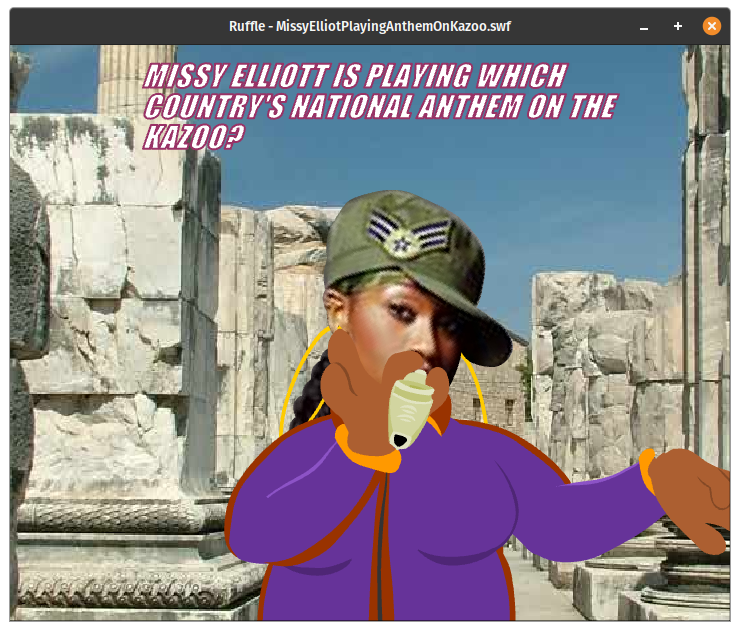 Ruffle - MissyElliotPlayingAnthemOnKazoo.swf
MISSY ELLIOTT IS PLAYING WHICH
COUNTRY'S NATIONAL ANTHEM ON THE
KAZOO?